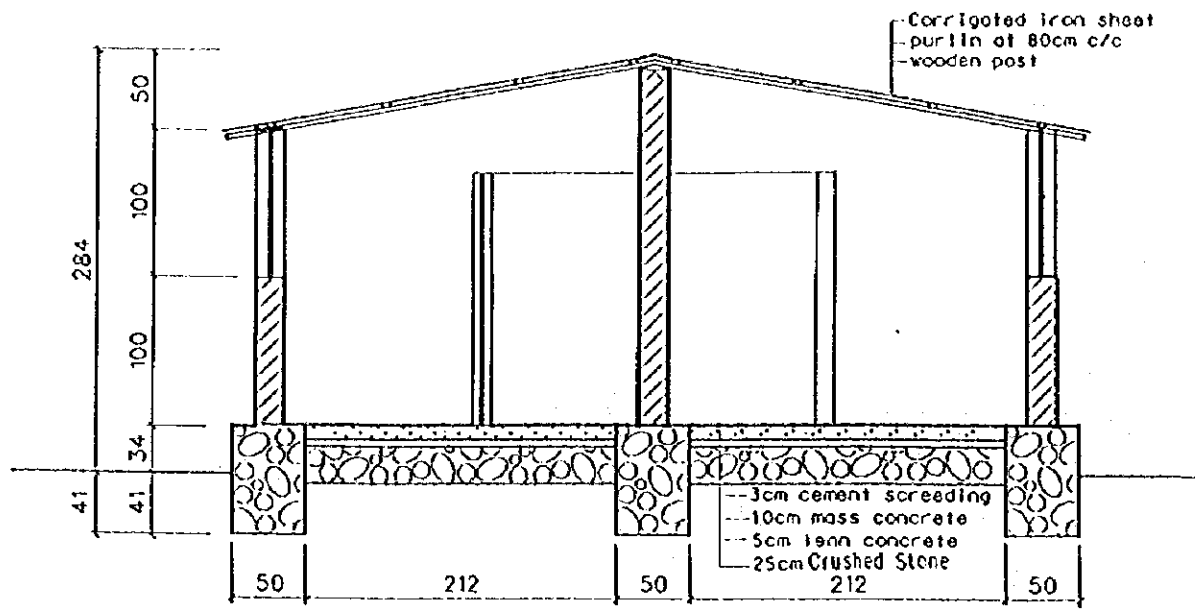 Corrigated iron sheet
purlin at 80cm c/c
wooden post
50
100
284
100
34
41
41
3cm cement screeding
10cm mass concrete
5cm lean concrete
25cm Crushed Stone
50
212
50
212
50